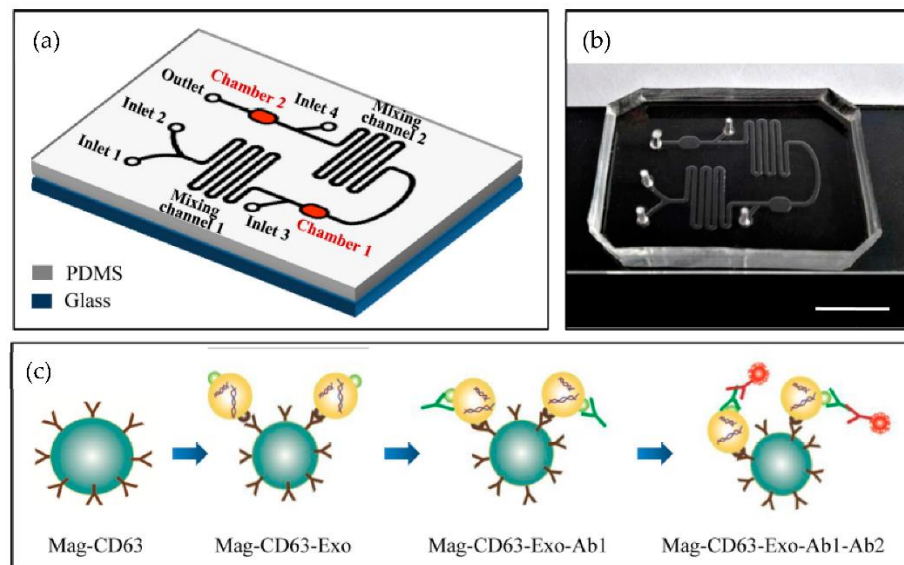 (a)
Outlet
Chamber 2
Inlet 4
Mixing
channel 2
Inlet 2
Inlet 1
Mixing
channel 1
Inlet 3
Chamber 1
PDMS
Glass
(b)
(c)
Mag-CD63
Mag-CD63-Exo
Mag-CD63-Exo-Ab1
Mag-CD63-Exo-Ab1-Ab2